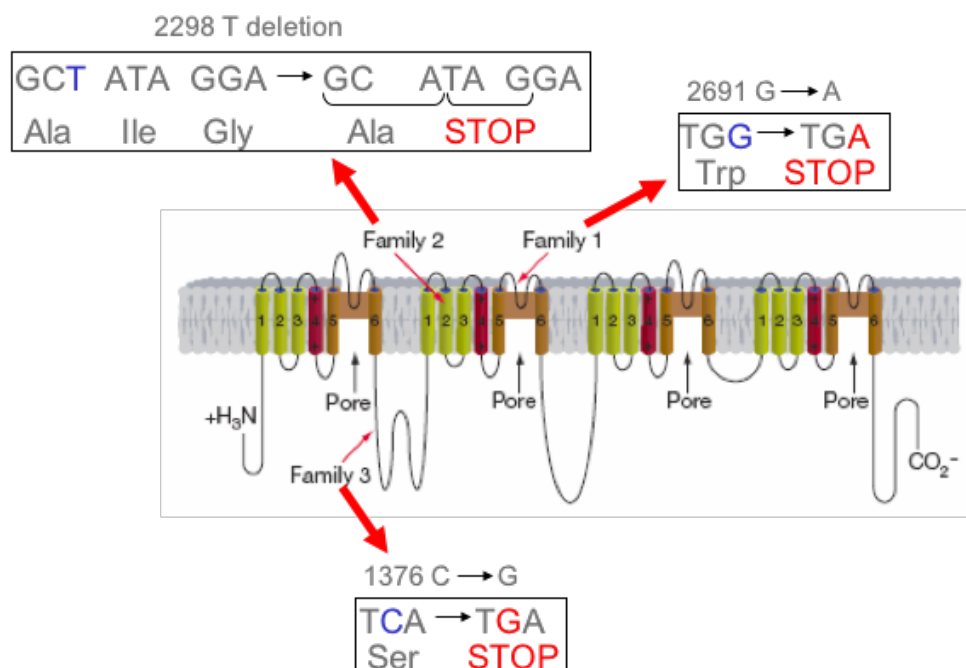 2298 T deletion
GCT ATA GGA → GC ATA GGA
Ala Ile Gly Ala STOP
2691 G → A
TGG → TGA
Trp STOP
Family 2
Family 1
1 2 3 4 5 6 1 2 3 4 5 6 1 2 3 4 5 6 1 2 3 4 5 6
Pore Pore Pore Pore
+H₃N
CO₂⁻
Family 3
1376 C → G
TCA → TGA
Ser STOP